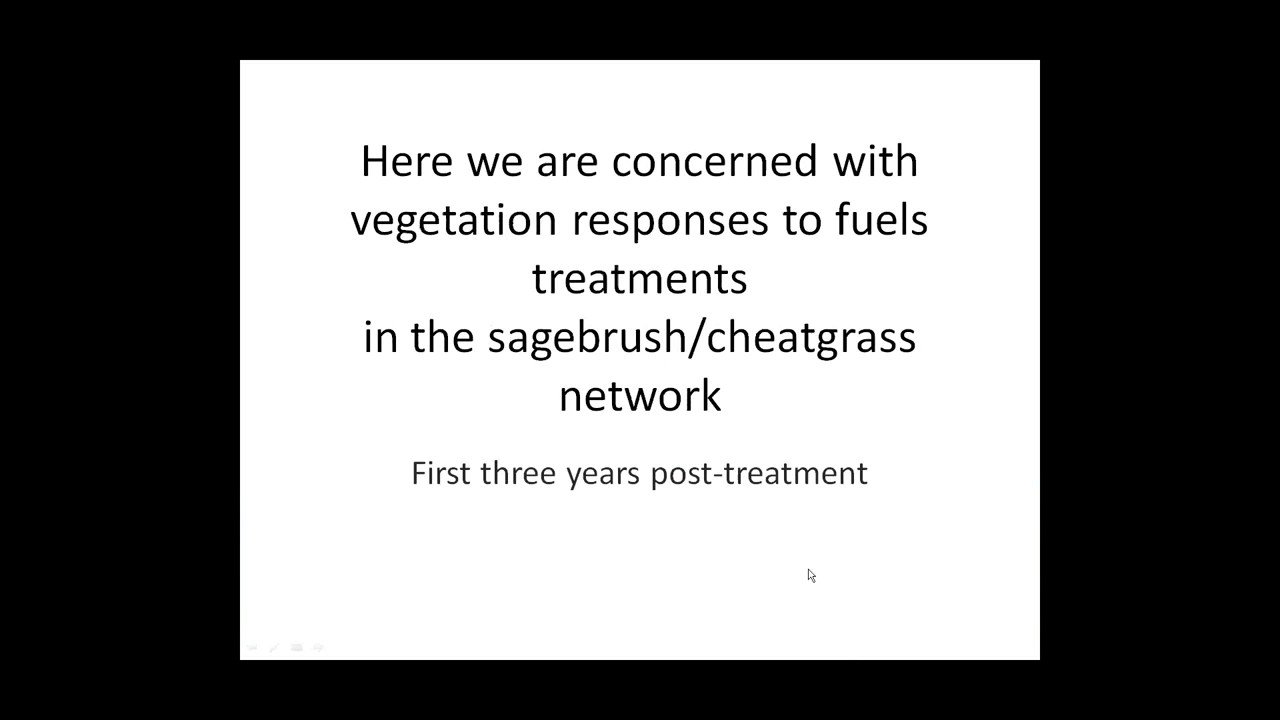 Here we are concerned with
vegetation responses to fuels
treatments
in the sagebrush/cheatgrass
network
First three years post-treatment